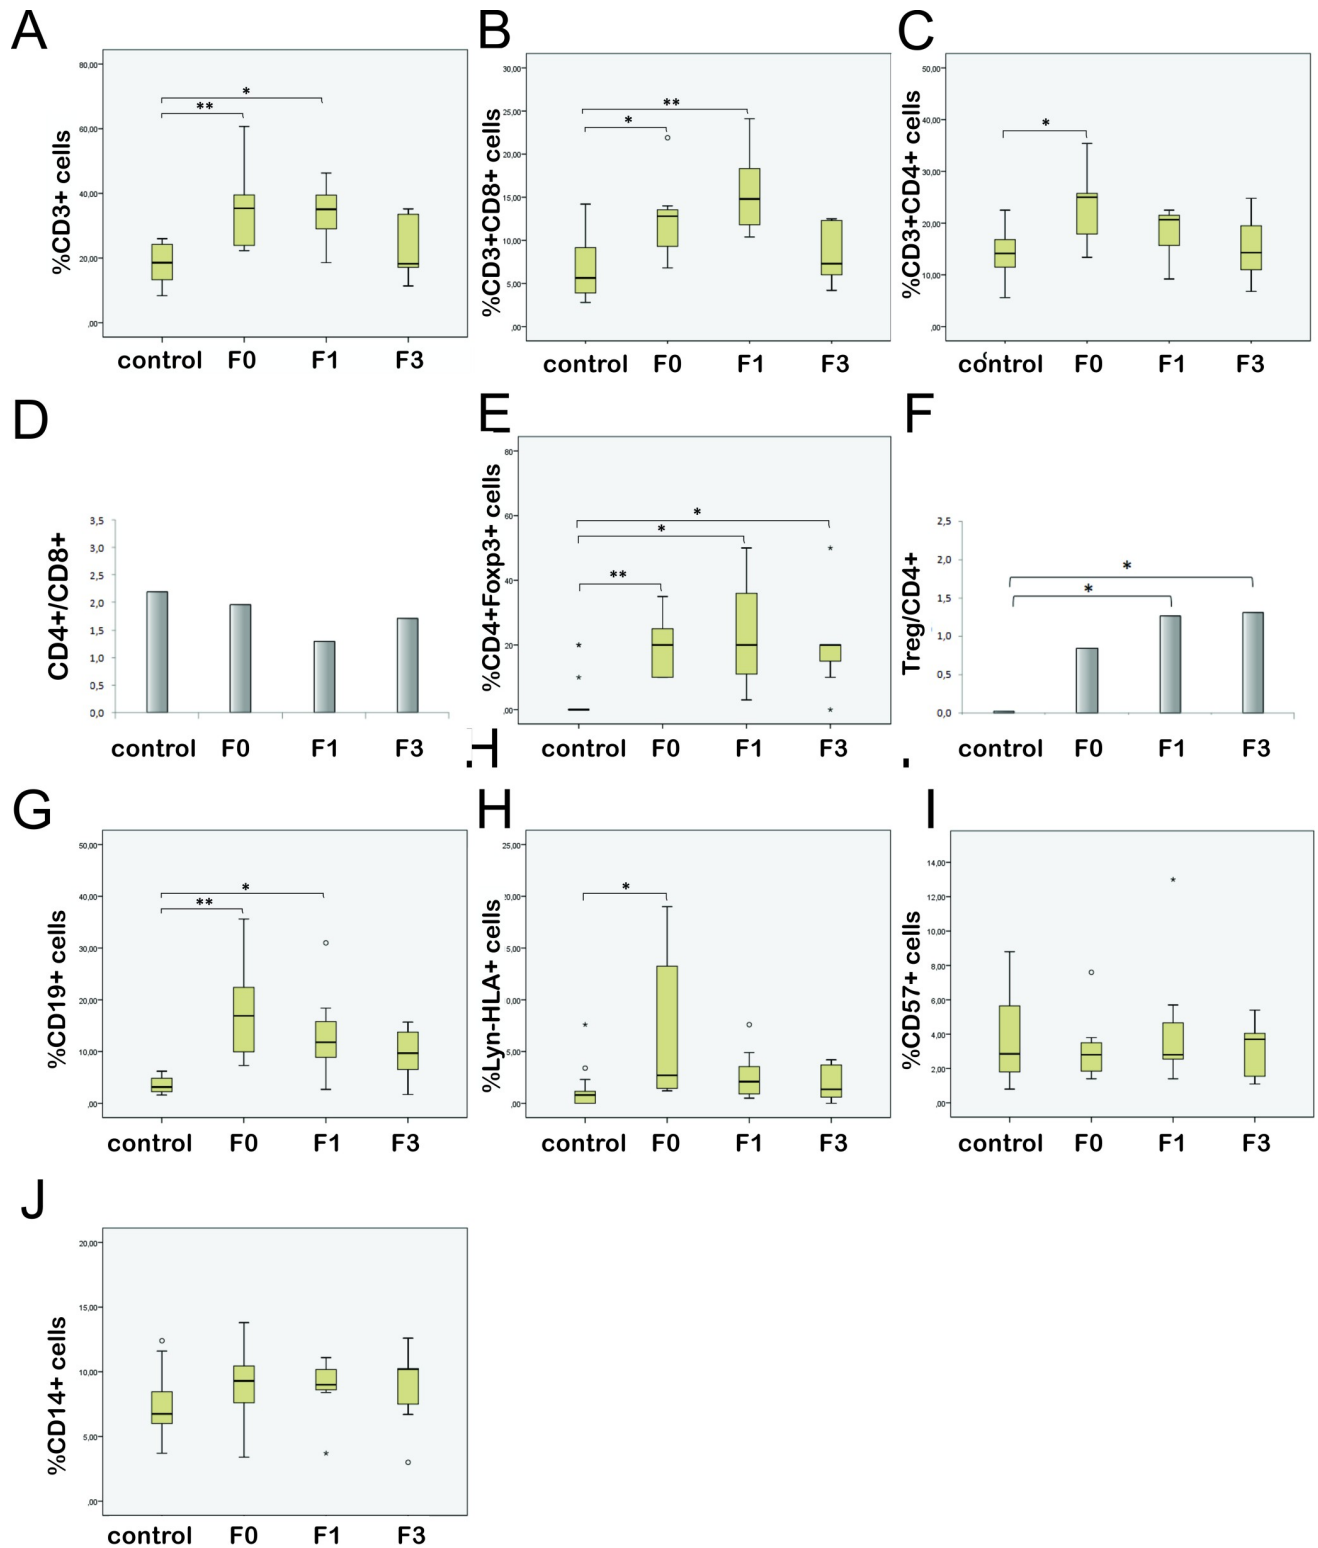 A
B
C
%CD3+ cells
80,00
60,00
40,00
20,00
,00
*
**
control F0 F1 F3
%CD3+CD8+ cells
30,00
25,00
20,00
15,00
10,00
5,00
,00
**
*
control F0 F1 F3
%CD3+CD4+ cells
50,00
40,00
30,00
20,00
10,00
,00
*
control F0 F1 F3
D
E
F
CD4+/CD8+
3,5
3,0
2,5
2,0
1,5
1,0
0,5
0,0
control F0 F1 F3
%CD4+Foxp3+ cells
80
60
40
20
,00
*
*
**
control F0 F1 F3
Treg/CD4+
2,5
2,0
1,5
1,0
0,5
0,0
*
*
control F0 F1 F3
H
G
H
I
%CD19+ cells
50,00
40,00
30,00
20,00
10,00
,00
*
**
control F0 F1 F3
%Lyn-HLA+ cells
25,00
0,00
5,00
0,00
5,00
,00
*
control F0 F1 F3
%CD57+ cells
14,00
12,00
10,00
8,00
6,00
4,00
2,00
,00
control F0 F1 F3
J
%CD14+ cells
20,00
15,00
10,00
5,00
,00
control F0 F1 F3